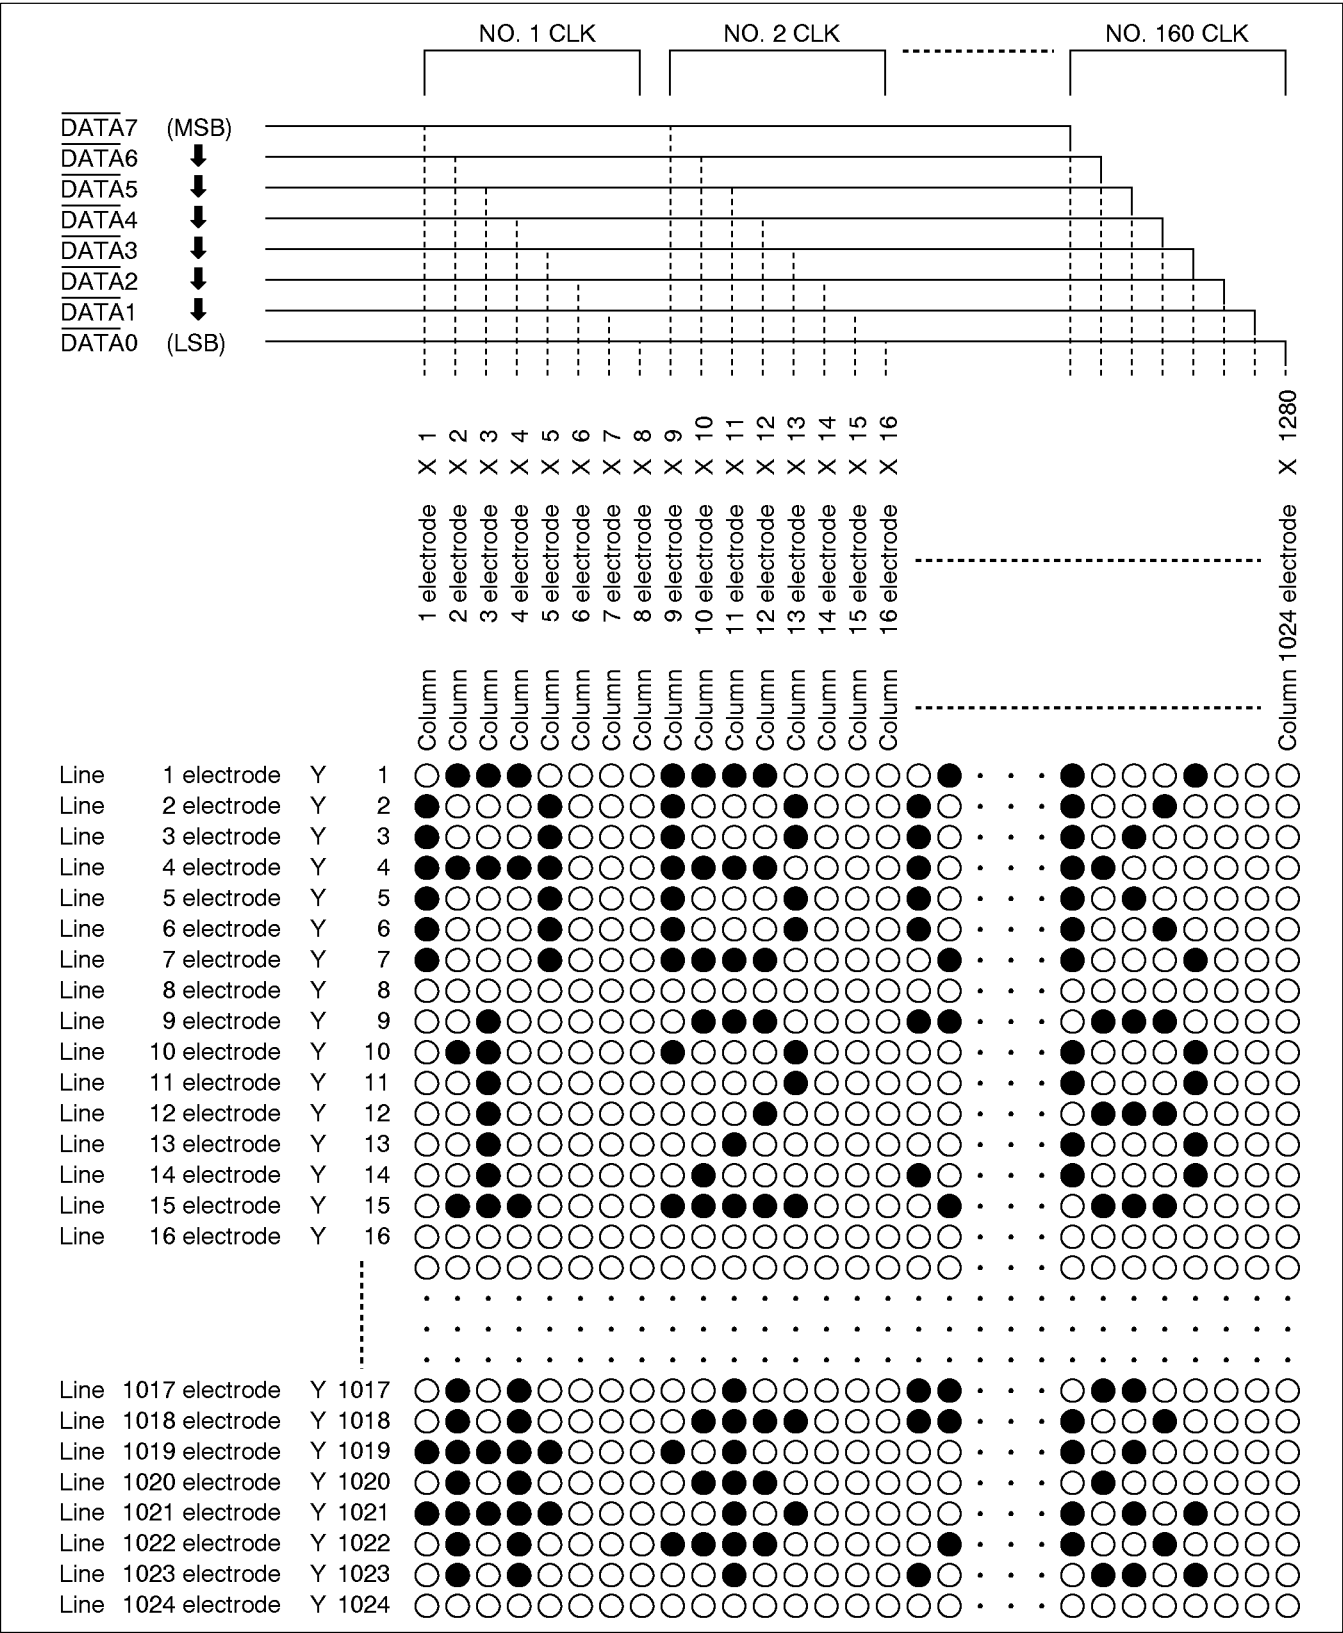 NO. 1 CLK NO. 2 CLK NO. 160 CLK
DATA7 (MSB)
DATA6
DATA5
DATA4
DATA3
DATA2
DATA1
DATA0 (LSB)
Column 1 electrode X 1
Column 2 electrode X 2
Column 3 electrode X 3
Column 4 electrode X 4
Column 5 electrode X 5
Column 6 electrode X 6
Column 7 electrode X 7
Column 8 electrode X 8
Column 9 electrode X 9
Column 10 electrode X 10
Column 11 electrode X 11
Column 12 electrode X 12
Column 13 electrode X 13
Column 14 electrode X 14
Column 15 electrode X 15
Column 16 electrode X 16
Column 1024 electrode X 1280
Line 1 electrode Y 1
Line 2 electrode Y 2
Line 3 electrode Y 3
Line 4 electrode Y 4
Line 5 electrode Y 5
Line 6 electrode Y 6
Line 7 electrode Y 7
Line 8 electrode Y 8
Line 9 electrode Y 9
Line 10 electrode Y 10
Line 11 electrode Y 11
Line 12 electrode Y 12
Line 13 electrode Y 13
Line 14 electrode Y 14
Line 15 electrode Y 15
Line 16 electrode Y 16
Line 1017 electrode Y 1017
Line 1018 electrode Y 1018
Line 1019 electrode Y 1019
Line 1020 electrode Y 1020
Line 1021 electrode Y 1021
Line 1022 electrode Y 1022
Line 1023 electrode Y 1023
Line 1024 electrode Y 1024